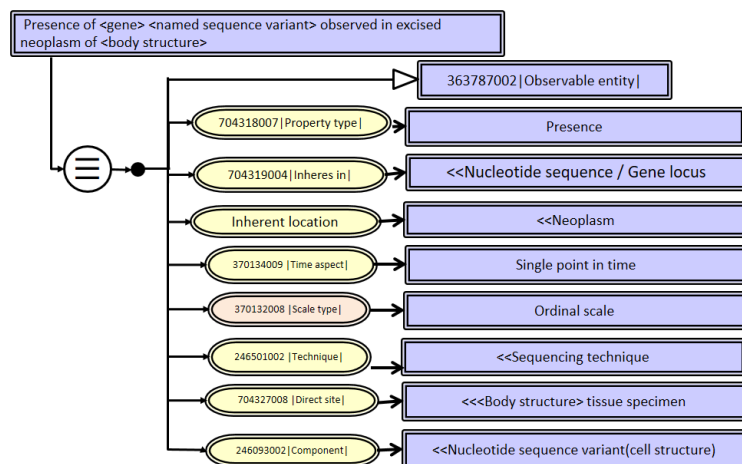 Presence of <gene> <named sequence variant> observed in excised
neoplasm of <body structure>
363787002|Observable entity|
704318007|Property type|
Presence
704319004|Inheres in|
<<Nucleotide sequence / Gene locus
Inherent location
<<Neoplasm
370134009 |Time aspect|
Single point in time
370132008 |Scale type|
Ordinal scale
246501002 |Technique|
<<Sequencing technique
704327008 |Direct site|
<<<Body structure> tissue specimen
246093002 |Component|
<<Nucleotide sequence variant(cell structure)